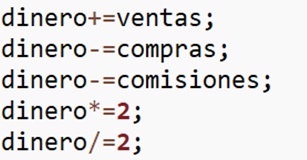 dinero+=ventas;
dinero-=compras;
dinero-=comisiones;
dinero*=2;
dinero/=2;